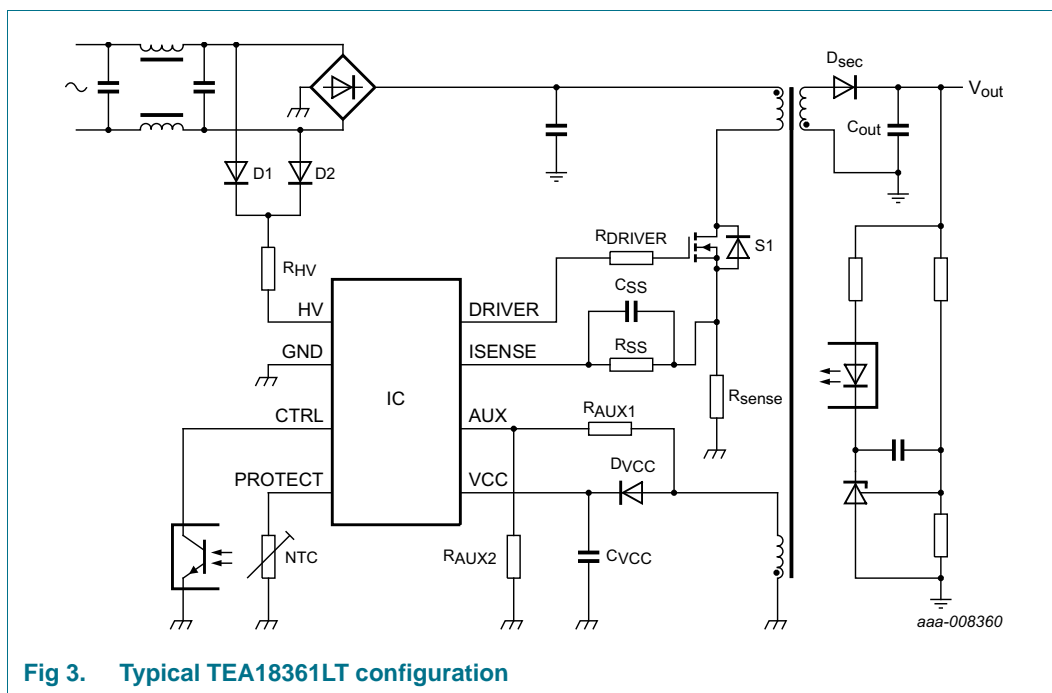 Dsec
Vout
Cout
D1
D2
RDRIVER
S1
RHV
CSS
HV
DRIVER
RSS
GND
ISENSE
IC
Rsense
CTRL
AUX
RAUX1
PROTECT
VCC
DVCC
NTC
RAUX2
CVCC
aaa-008360
Fig 3. Typical TEA18361LT configuration